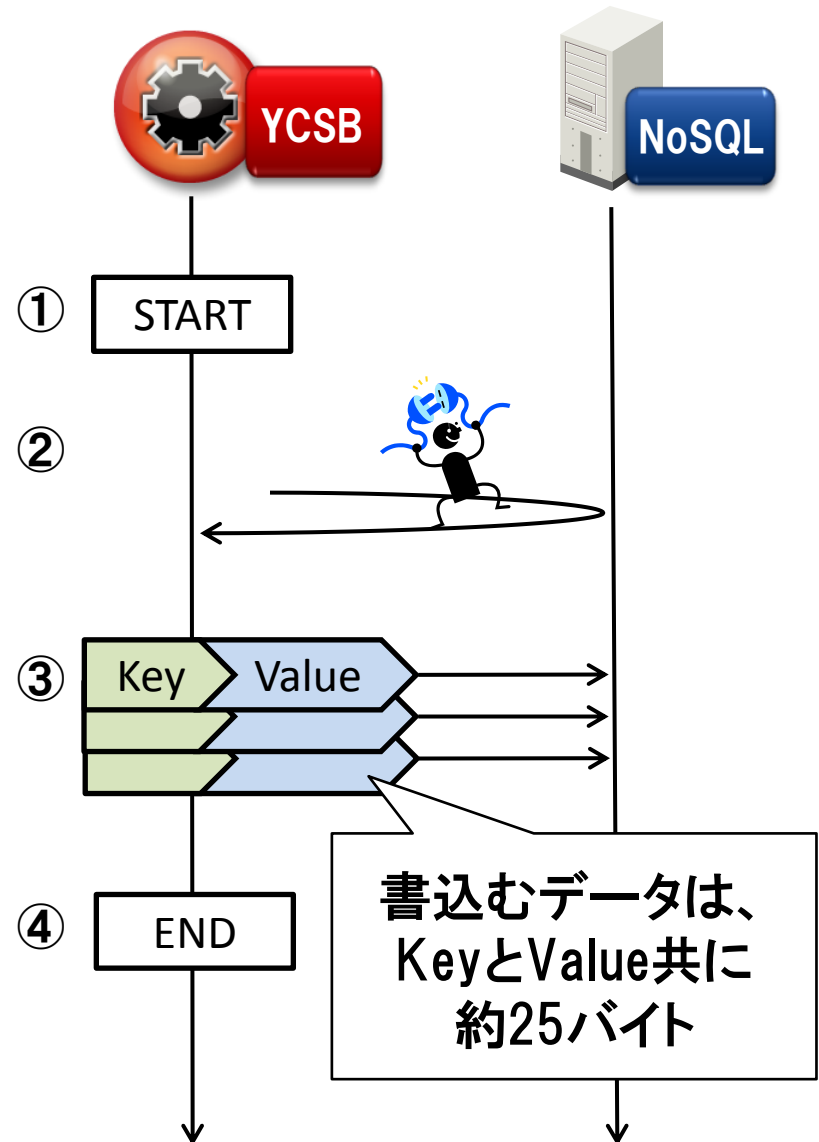 YCSB
NoSQL
① START
②
③ Key Value
書込むデータは、
KeyとValue共に
約25バイト
④ END